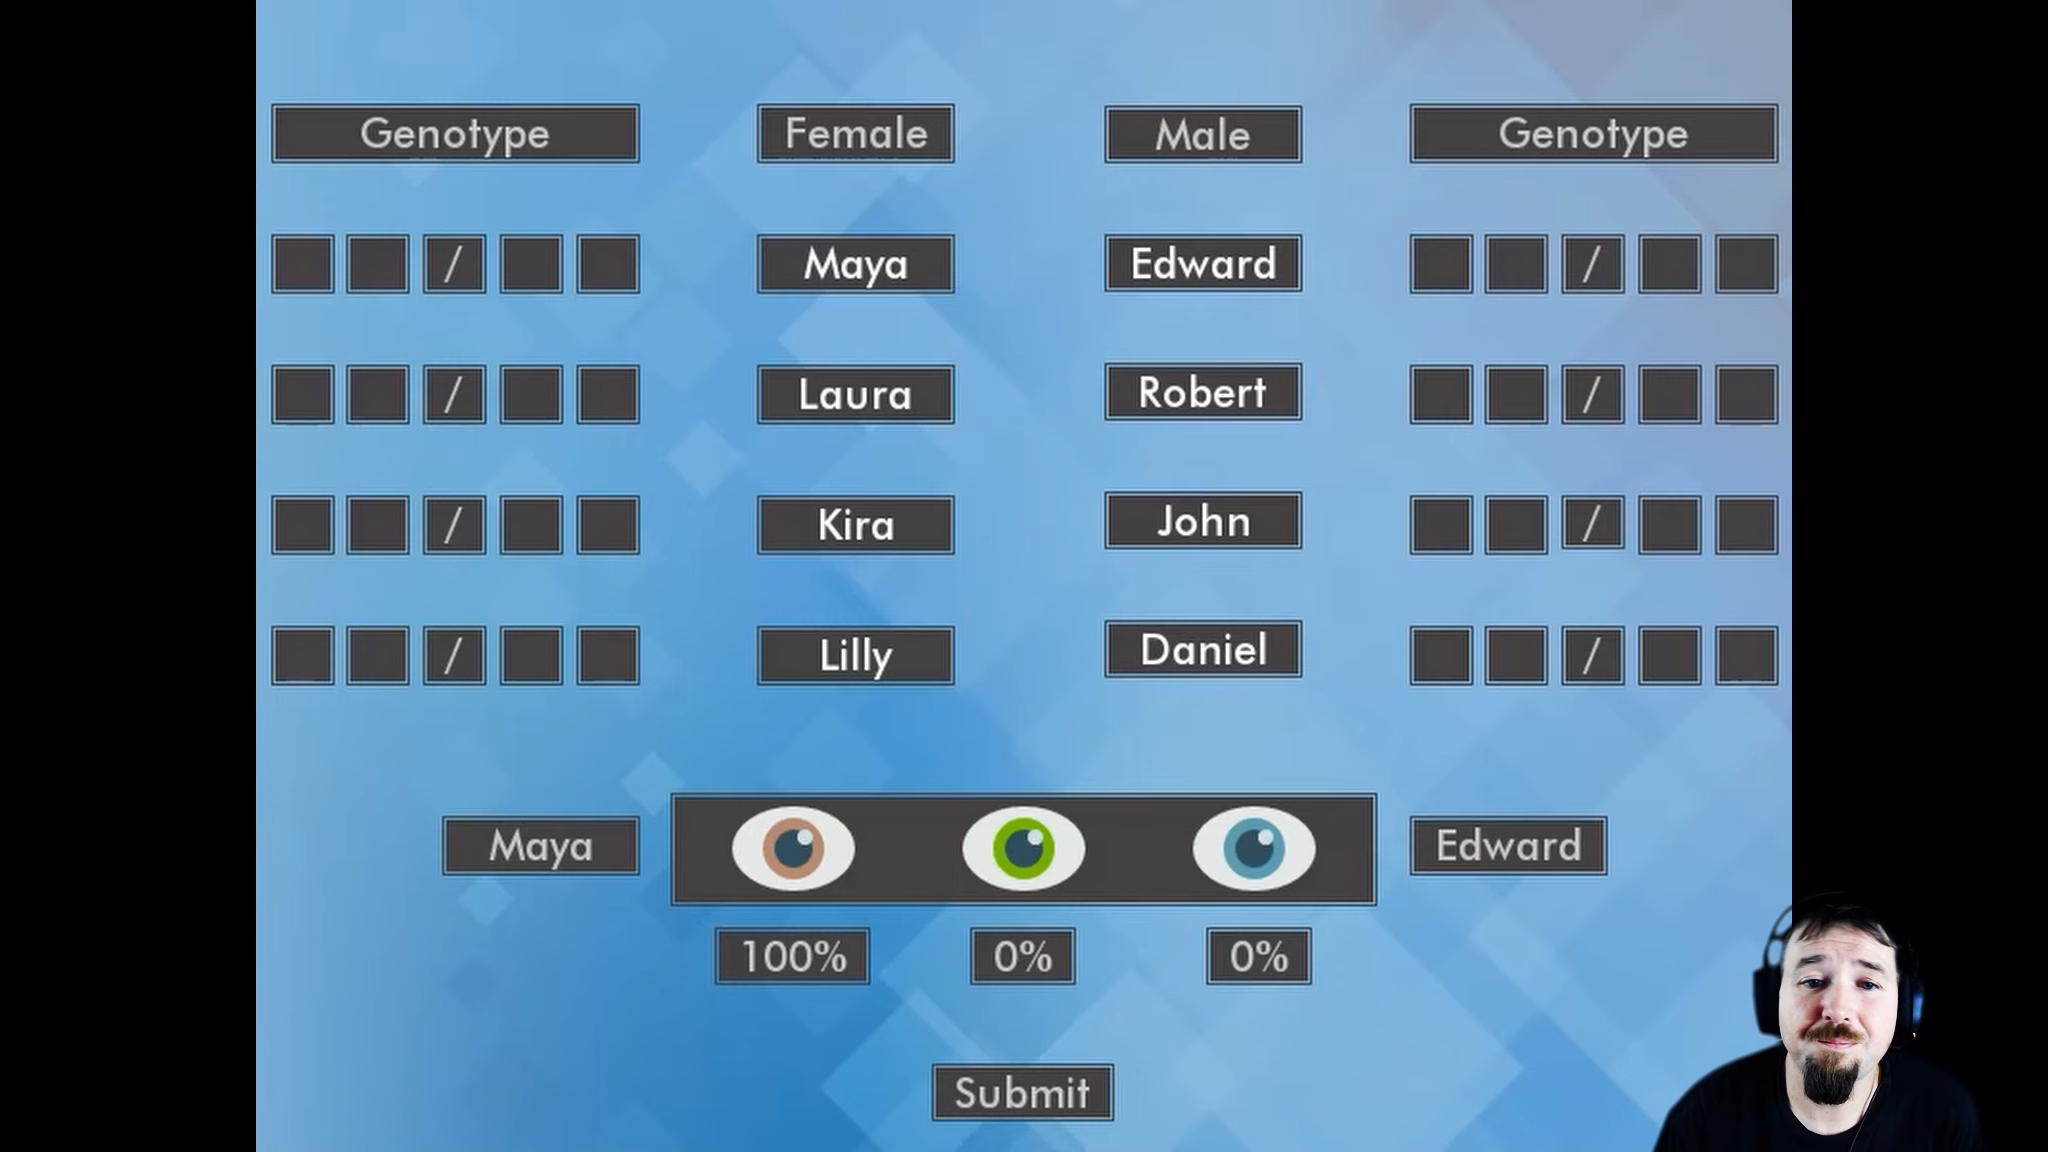 Genotype Female Male Genotype
/ Maya Edward /
/ Laura Robert /
/ Kira John /
/ Lilly Daniel /
Maya Edward
100% 0% 0%
Submit